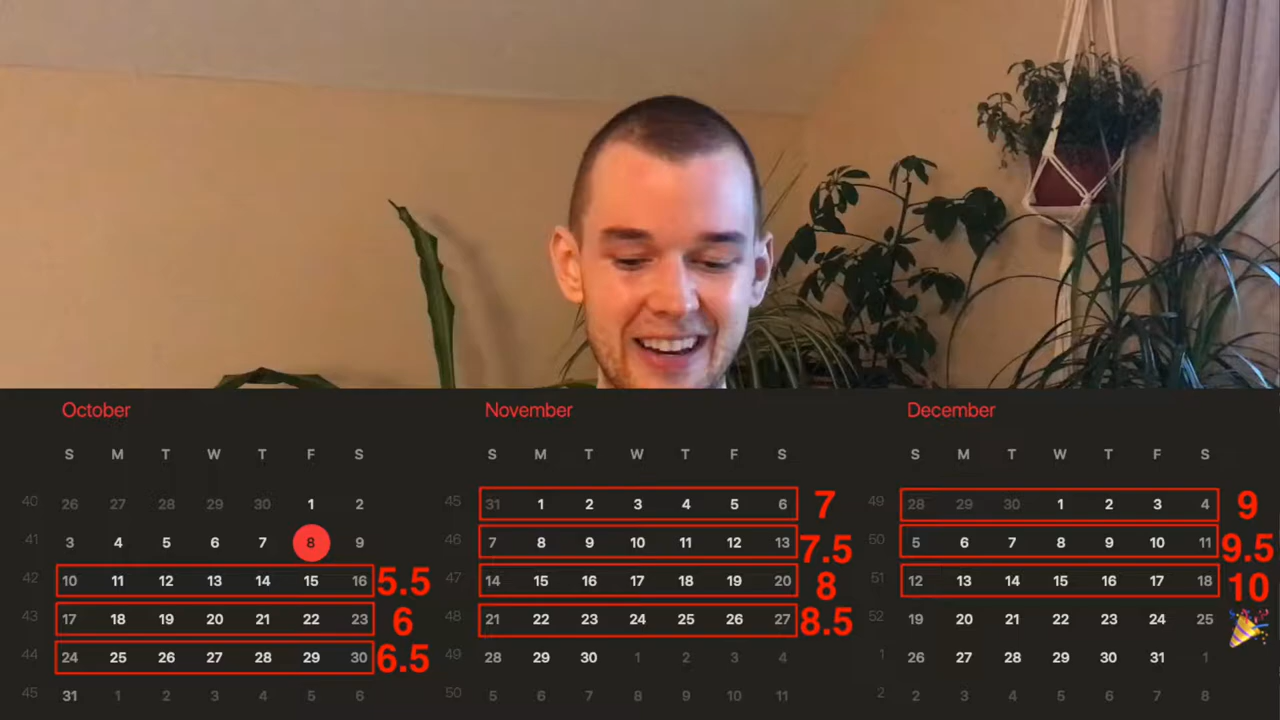 October
S M T W T F S
40 26 27 28 29 30 1 2
41 3 4 5 6 7 8 9
42 10 11 12 13 14 15 16 5.5
43 17 18 19 20 21 22 23 6
44 24 25 26 27 28 29 30 6.5
45 31 1 2 3 4 5 6
November
S M T W T F S
45 31 1 2 3 4 5 6 7
46 7 8 9 10 11 12 13 7.5
47 14 15 16 17 18 19 20 8
48 21 22 23 24 25 26 27 8.5
49 28 29 30 1 2 3 4
50 5 6 7 8 9 10 11
December
S M T W T F S
49 28 29 30 1 2 3 4 9
50 5 6 7 8 9 10 11 9.5
51 12 13 14 15 16 17 18 10
52 19 20 21 22 23 24 25
1 26 27 28 29 30 31 1
2 2 3 4 5 6 7 8